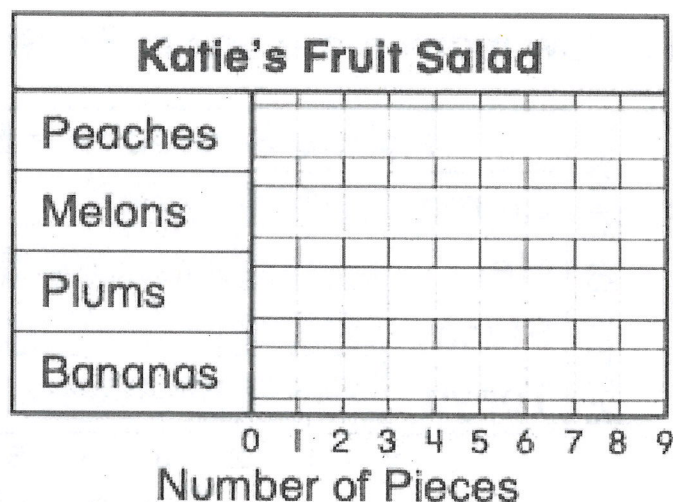 Katie's Fruit Salad
Peaches
Melons
Plums
Bananas
0 1 2 3 4 5 6 7 8 9
Number of Pieces